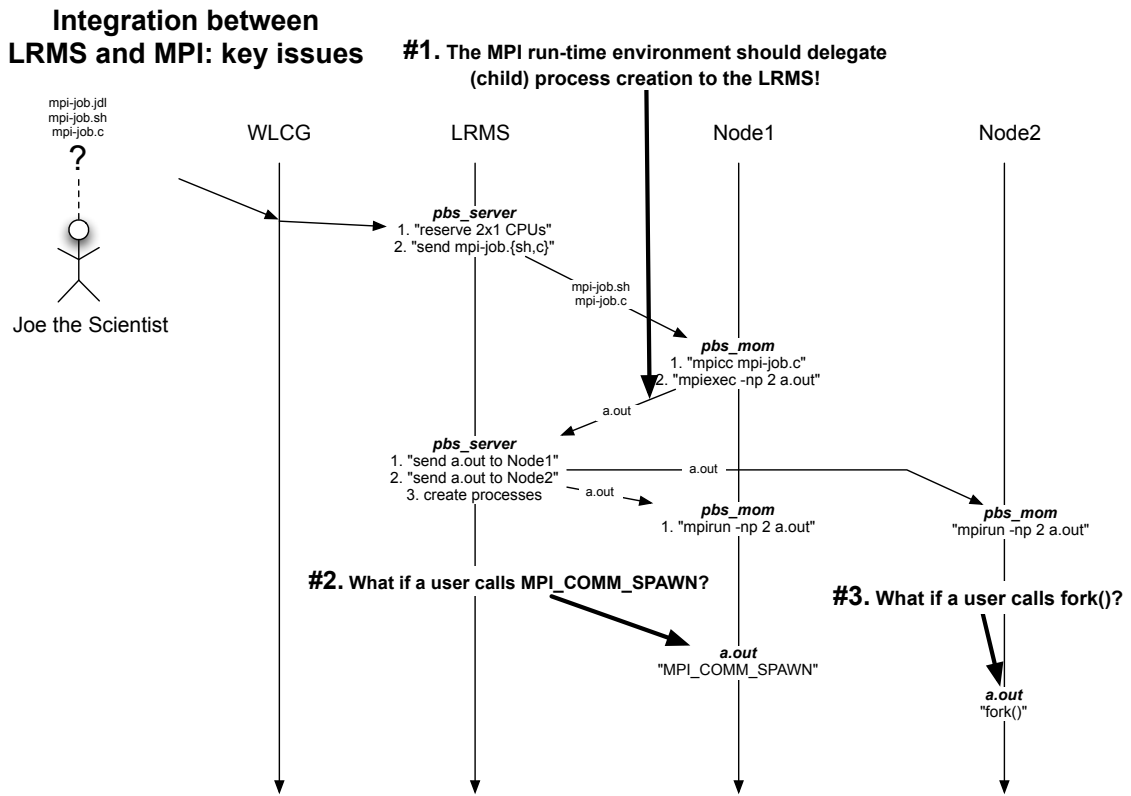 Integration between
LRMS and MPI: key issues
#1. The MPI run-time environment should delegate
(child) process creation to the LRMS!
mpi-job.jdl
mpi-job.sh
mpi-job.c
?
Joe the Scientist
WLCG
LRMS
Node1
Node2
pbs_server
1. "reserve 2x1 CPUs"
2. "send mpi-job.{sh,c}"
mpi-job.sh
mpi-job.c
pbs_mom
1. "mpicc mpi-job.c"
2. "mpiexec -np 2 a.out"
a.out
pbs_server
1. "send a.out to Node1"
2. "send a.out to Node2"
3. create processes
a.out
a.out
pbs_mom
1. "mpirun -np 2 a.out"
pbs_mom
"mpirun -np 2 a.out"
#2. What if a user calls MPI_COMM_SPAWN?
#3. What if a user calls fork()?
a.out
"MPI_COMM_SPAWN"
a.out
"fork()"